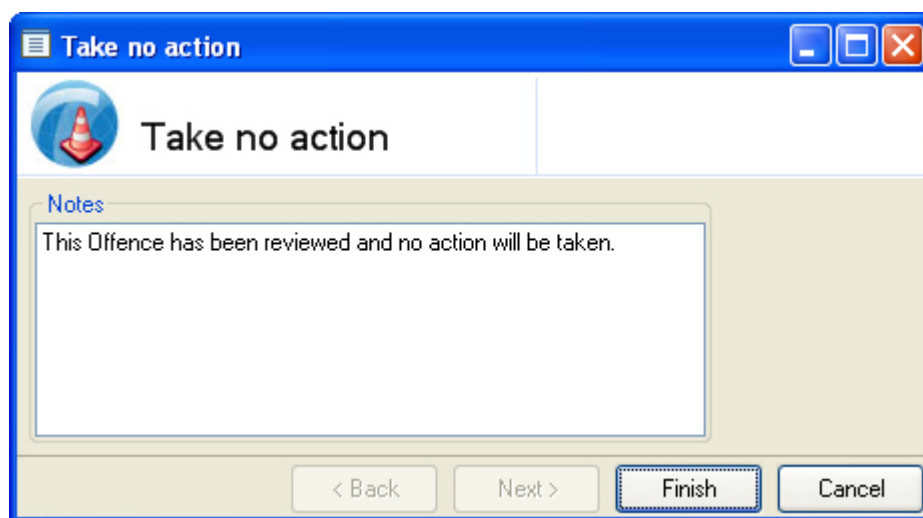 Take no action
Take no action
Notes
This Offence has been reviewed and no action will be taken.
< Back Next > Finish Cancel